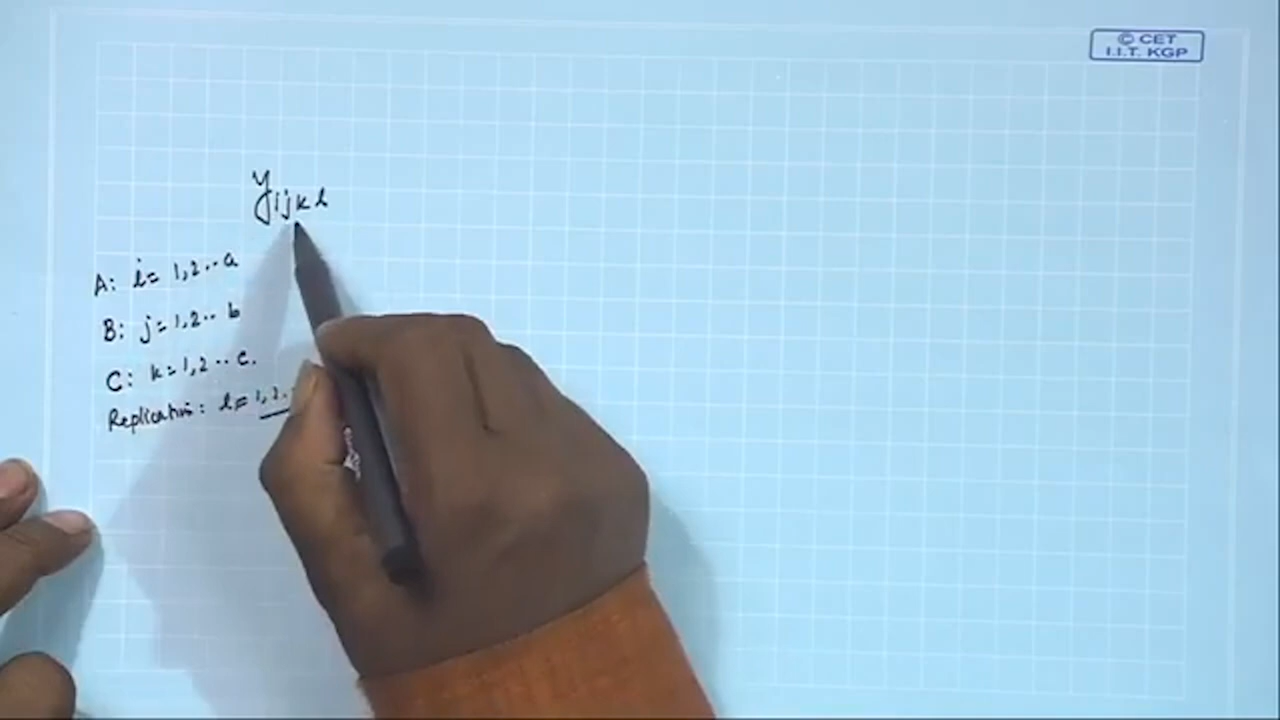 © CET
I.I.T. KGP
yijkl
A: i = 1,2..a
B: j = 1,2.. b
C: k = 1,2 .. c.
Replication: l = 1,2.